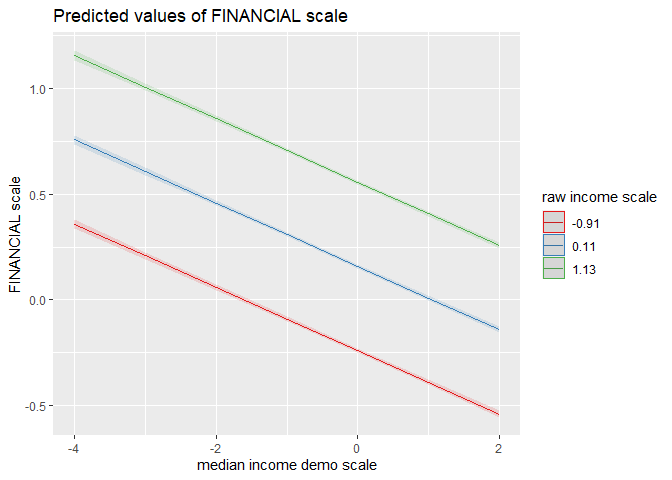 Predicted values of FINANCIAL scale
FINANCIAL scale
1.0
0.5
0.0
-0.5
-4
-2
0
2
median income demo scale
raw income scale
-0.91
0.11
1.13